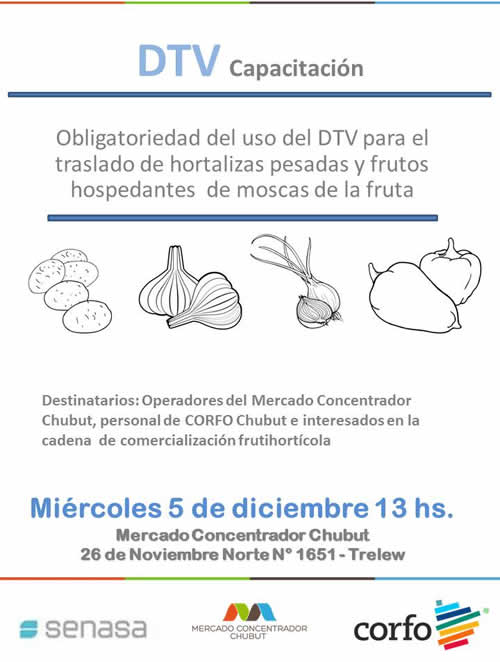 DTV Capacitación
Obligatoriedad del uso del DTV para el
traslado de hortalizas pesadas y frutos
hospedantes de moscas de la fruta
Destinatarios: Operadores del Mercado Concentrador
Chubut, personal de CORFO Chubut e interesados en la
cadena de comercialización frutihortícola
Miércoles 5 de diciembre 13 hs.
Mercado Concentrador Chubut
26 de Noviembre Norte N° 1651 - Trelew
senasa
MERCADO CONCENTRADOR
CHUBUT
corfo